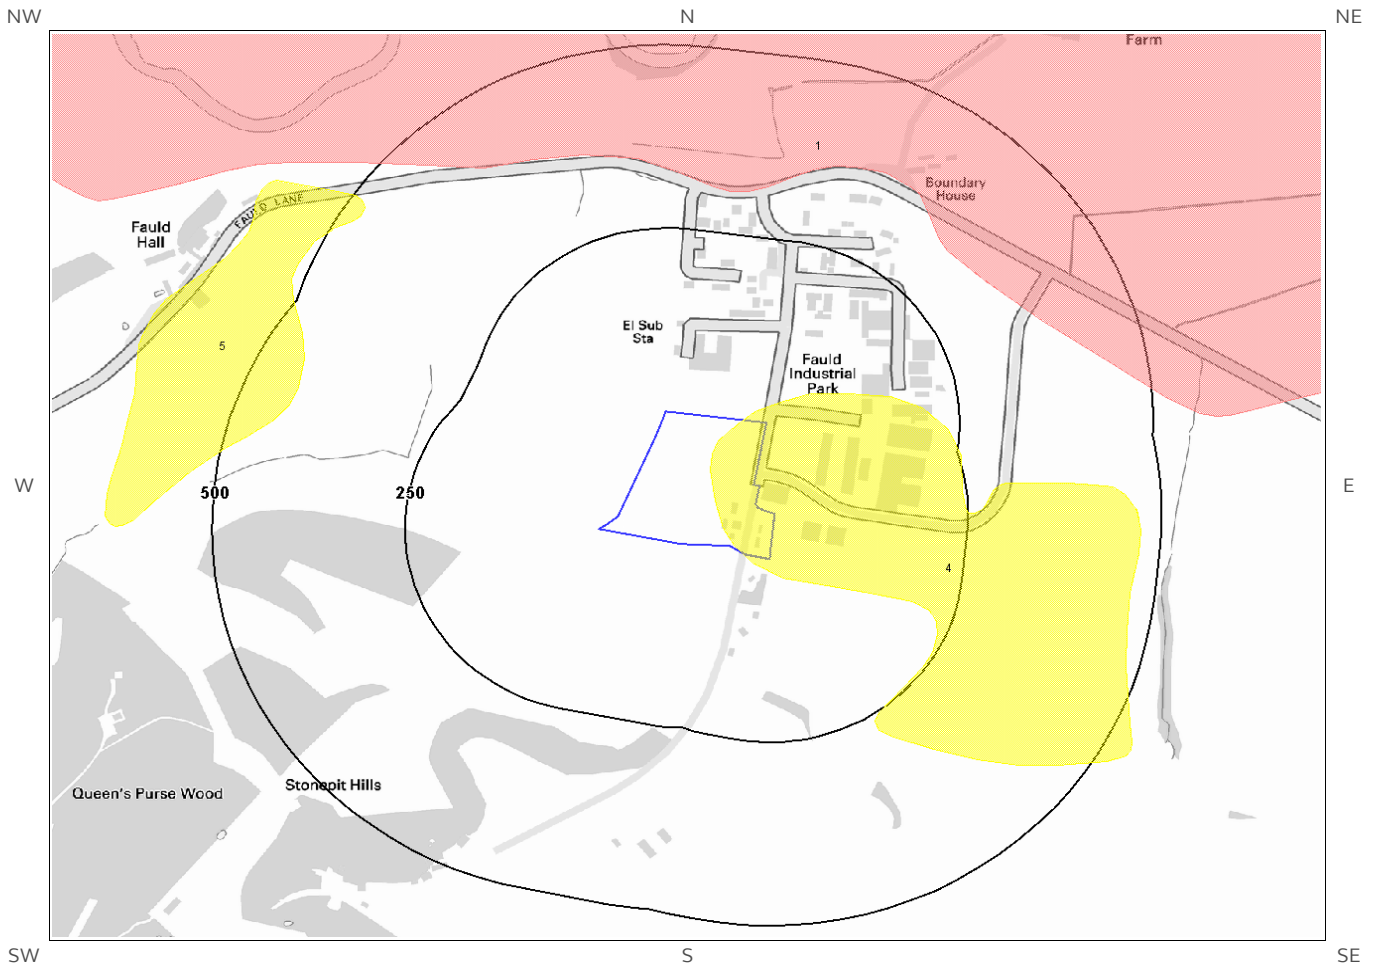 NW
N
NE
Farm
1
Boundary
House
FAULD LANE
Fauld
Hall
El Sub
Sta
5
Fauld
Industrial
Park
W
E
500
250
4
Stonepit Hills
Queen's Purse Wood
SW
S
SE